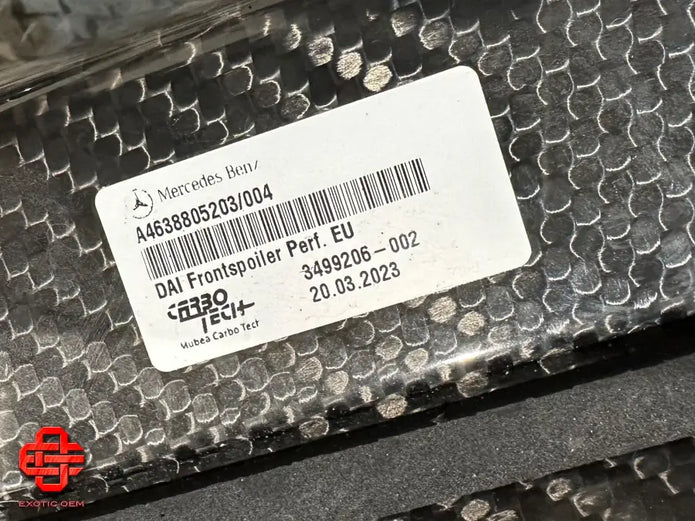 Mercedes Benz
A4638805203/004
DAI Frontspoiler Perf. EU
3499206-002
20.03.2023
CARBO
TECH
Mubea Carbo Tech
EXOTIC OEM